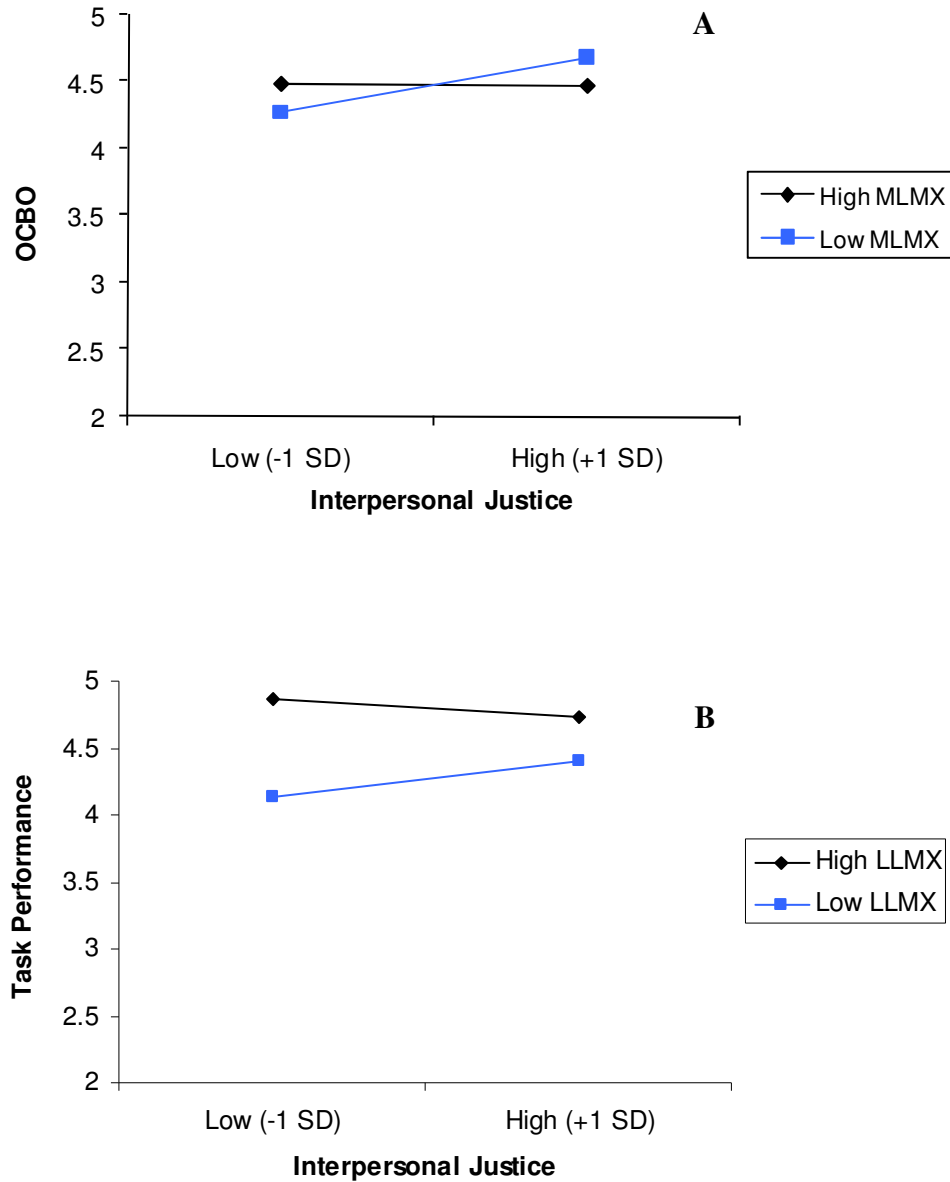 A
5
4.5
4
3.5
3
2.5
2
OCBO
High MLMX
Low MLMX
Low (-1 SD)
High (+1 SD)
Interpersonal Justice
B
5
4.5
4
3.5
3
2.5
2
Task Performance
High LLMX
Low LLMX
Low (-1 SD)
High (+1 SD)
Interpersonal Justice